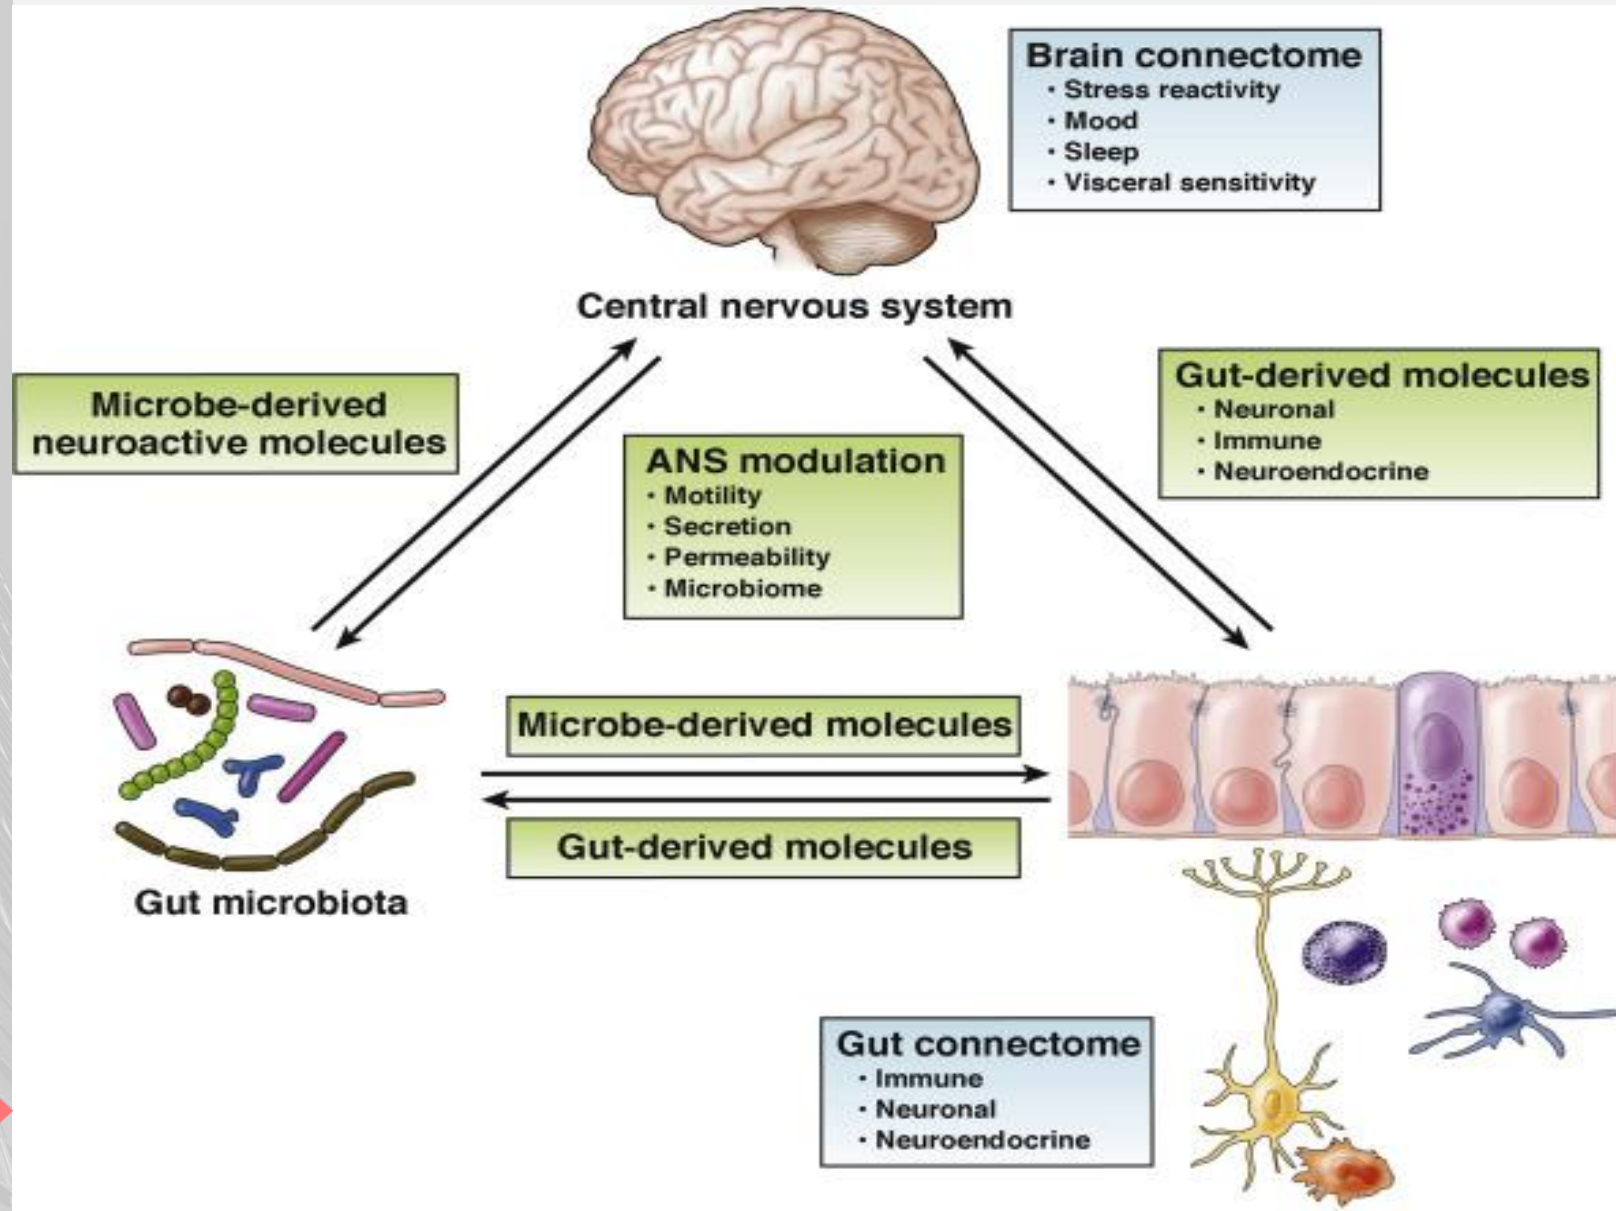 Brain connectome
· Stress reactivity
· Mood
· Sleep
· Visceral sensitivity
Central nervous system
Microbe-derived
neuroactive molecules
ANS modulation
· Motility
· Secretion
· Permeability
· Microbiome
Gut-derived molecules
· Neuronal
· Immune
· Neuroendocrine
Microbe-derived molecules
Gut-derived molecules
Gut microbiota
Gut connectome
· Immune
· Neuronal
· Neuroendocrine